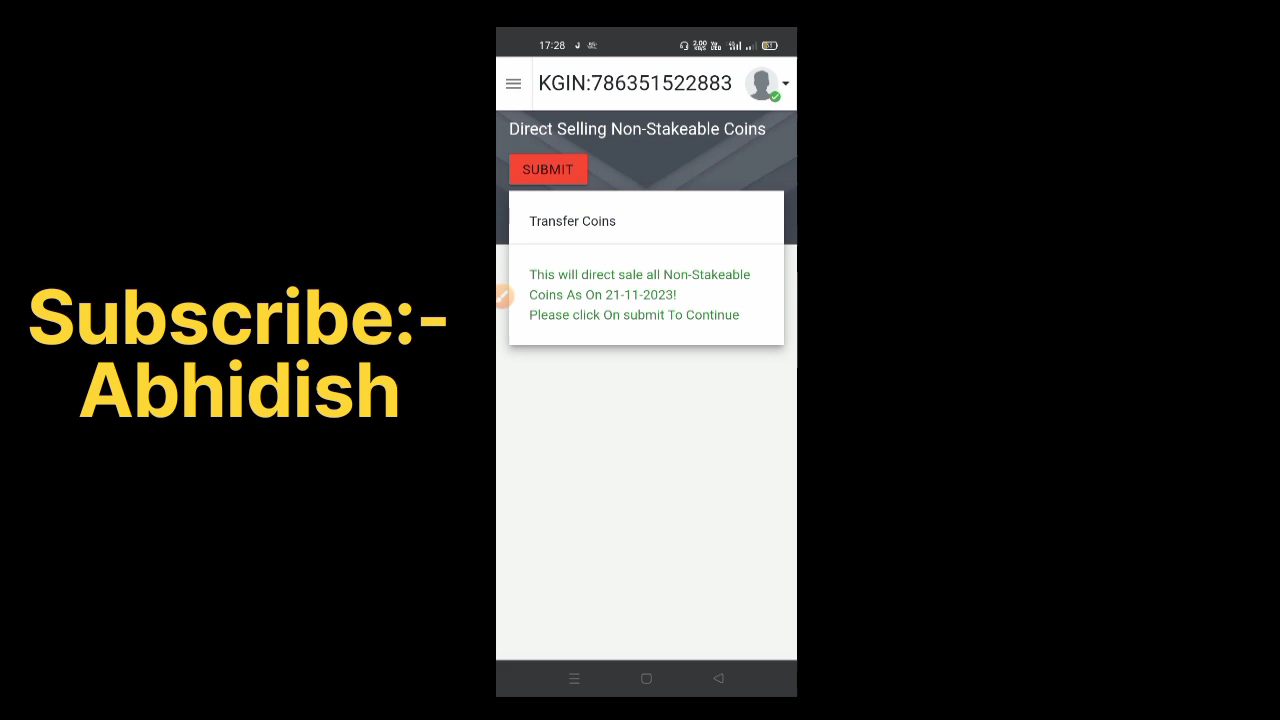 Subscribe:-
Abhidish
17:28
KGIN:786351522883
Direct Selling Non-Stakeable Coins
SUBMIT
Transfer Coins
This will direct sale all Non-Stakeable
Coins As On 21-11-2023!
Please click On submit To Continue